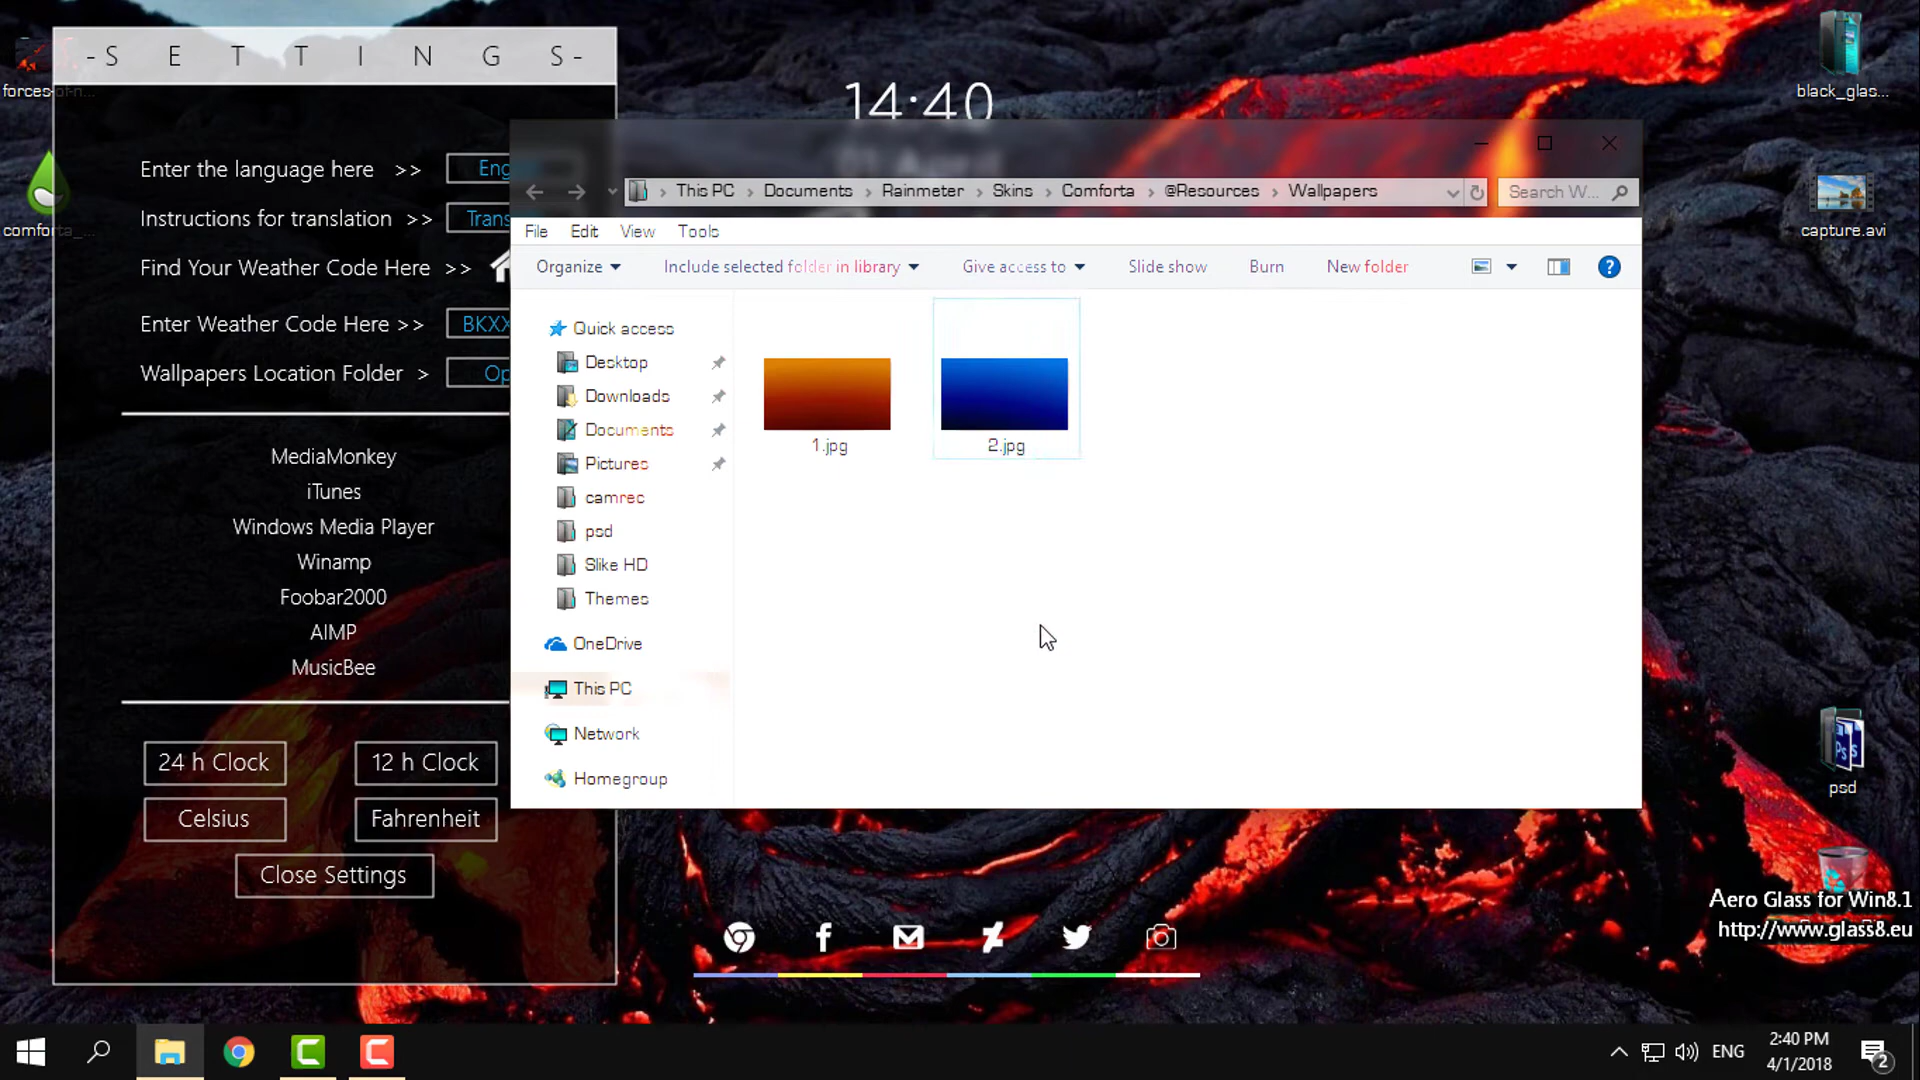 -S E T T I N G S-
Enter the language here >>
Instructions for translation >>
Trans
Find Your Weather Code Here >>
Enter Weather Code Here >>
BKXX
Wallpapers Location Folder >
MediaMonkey
iTunes
Windows Media Player
Winamp
Foobar2000
AIMP
MusicBee
24 h Clock
12 h Clock
Celsius
Fahrenheit
Close Settings
14:40
This PC > Documents > Rainmeter > Skins > Comforta > @Resources > Wallpapers
Search W...
File Edit View Tools
Organize Include selected folder in library Give access to Slide show Burn New folder
?
Quick access
Desktop
Downloads
Documents
Pictures
camrec
psd
Slike HD
Themes
OneDrive
This PC
Network
Homegroup
1.jpg
2.jpg
forces-of-n...
comforta_...
black_glas...
capture.avi
psd
Aero Glass for Win8.1
http://www.glass8.eu
ENG
2:40 PM
4/1/2018
2